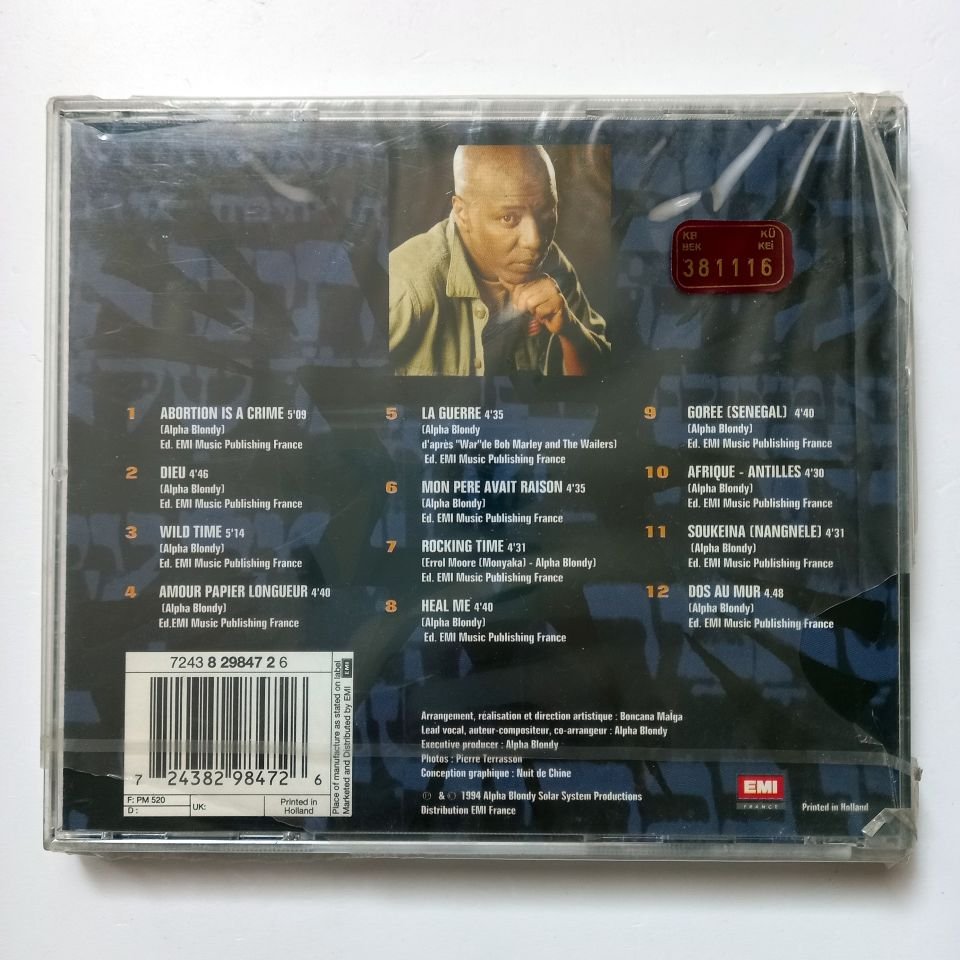 KB KÜ
BEK KEİ
381116
1 ABORTION IS A CRIME 5'09
(Alpha Blondy)
Ed. EMI Music Publishing France
2 DIEU 4'46
(Alpha Blondy)
Ed. EMI Music Publishing France
3 WILD TIME 5'14
(Alpha Blondy)
Ed. EMI Music Publishing France
4 AMOUR PAPIER LONGUEUR 4'40
(Alpha Blondy)
Ed.EMI Music Publishing France
5 LA GUERRE 4'35
(Alpha Blondy
d'après "War"de Bob Marley and The Wailers)
Ed. EMI Music Publishing France
6 MON PERE AVAIT RAISON 4'35
(Alpha Blondy)
Ed. EMI Music Publishing France
7 ROCKING TIME 4'31
(Errol Moore (Monyaka) - Alpha Blondy)
Ed. EMI Music Publishing France
8 HEAL ME 4'40
(Alpha Blondy)
Ed. EMI Music Publishing France
9 GOREE (SENEGAL) 4'40
(Alpha Blondy)
Ed. EMI Music Publishing France
10 AFRIQUE - ANTILLES 4'30
(Alpha Blondy)
Ed. EMI Music Publishing France
11 SOUKEINA (NANGNELE) 4'31
(Alpha Blondy)
Ed. EMI Music Publishing France
12 DOS AU MUR 4.48
(Alpha Blondy)
Ed. EMI Music Publishing France
7243 8 29847 2 6
7 24382 98472 6
F: PM 520
D :
UK:
Printed in
Holland
Place of manufacture as stated on label
Marketed and Distributed by EMI
EMI
Arrangement, réalisation et direction artistique : Boncana Maïga
Lead vocal, auteur-compositeur, co-arrangeur : Alpha Blondy
Executive producer : Alpha Blondy
Photos : Pierre Terrasson
Conception graphique : Nuit de Chine
℗ & © 1994 Alpha Blondy Solar System Productions
Distribution EMI France
EMI
FRANCE
Printed in Holland